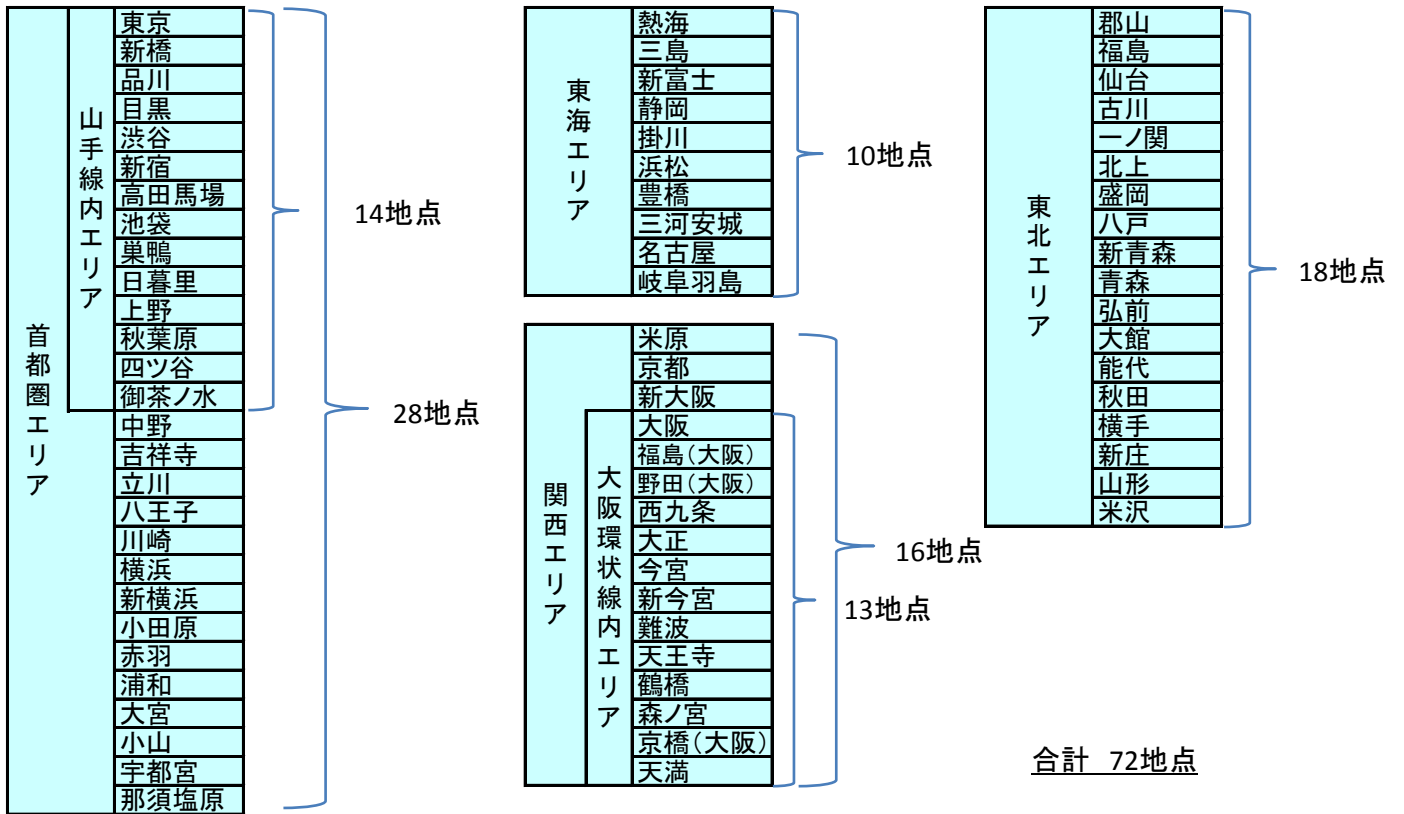 首都圏エリア
山手線内エリア
東京
新橋
品川
目黒
渋谷
新宿
高田馬場
池袋
巣鴨
日暮里
上野
秋葉原
四ツ谷
御茶ノ水
中野
吉祥寺
立川
八王子
川崎
横浜
新横浜
小田原
赤羽
浦和
大宮
小山
宇都宮
那須塩原
14地点
28地点
東海エリア
熱海
三島
新富士
静岡
掛川
浜松
豊橋
三河安城
名古屋
岐阜羽島
10地点
関西エリア
大阪環状線内エリア
米原
京都
新大阪
大阪
福島(大阪)
野田(大阪)
西九条
大正
今宮
新今宮
難波
天王寺
鶴橋
森ノ宮
京橋(大阪)
天満
16地点
13地点
東北エリア
郡山
福島
仙台
古川
一ノ関
北上
盛岡
八戸
新青森
青森
弘前
大館
能代
秋田
横手
新庄
山形
米沢
18地点
合計 72地点